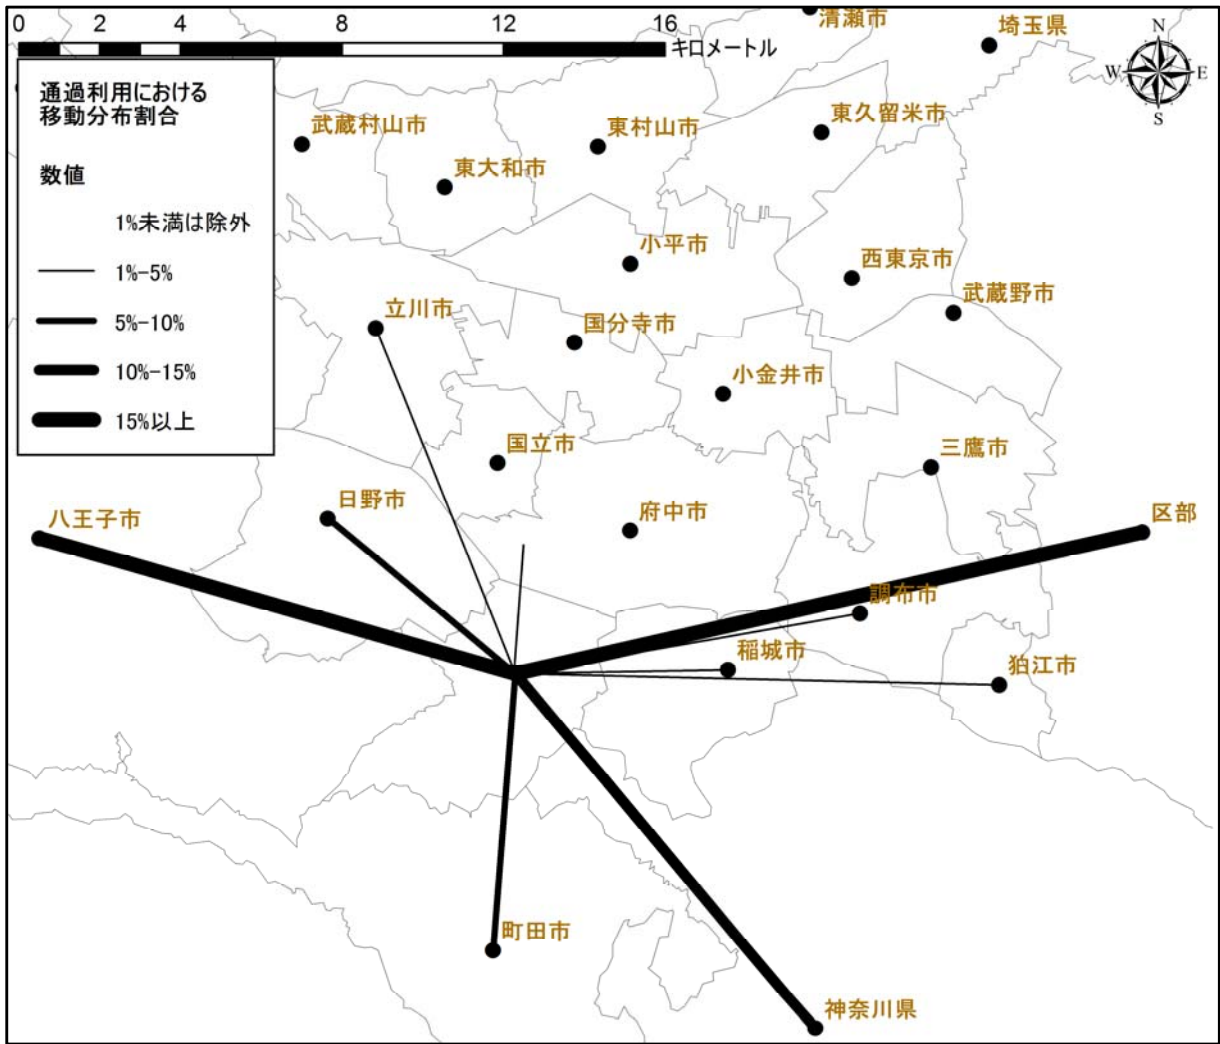 0 2 4 8 12 16
キロメートル
清瀬市
埼玉県
N
W E
S
通過利用における
移動分布割合
数値
1%未満は除外
1%-5%
5%-10%
10%-15%
15%以上
武蔵村山市
東村山市
東久留米市
東大和市
小平市
西東京市
武蔵野市
立川市
国分寺市
小金井市
国立市
三鷹市
八王子市
日野市
府中市
区部
調布市
稲城市
狛江市
町田市
神奈川県